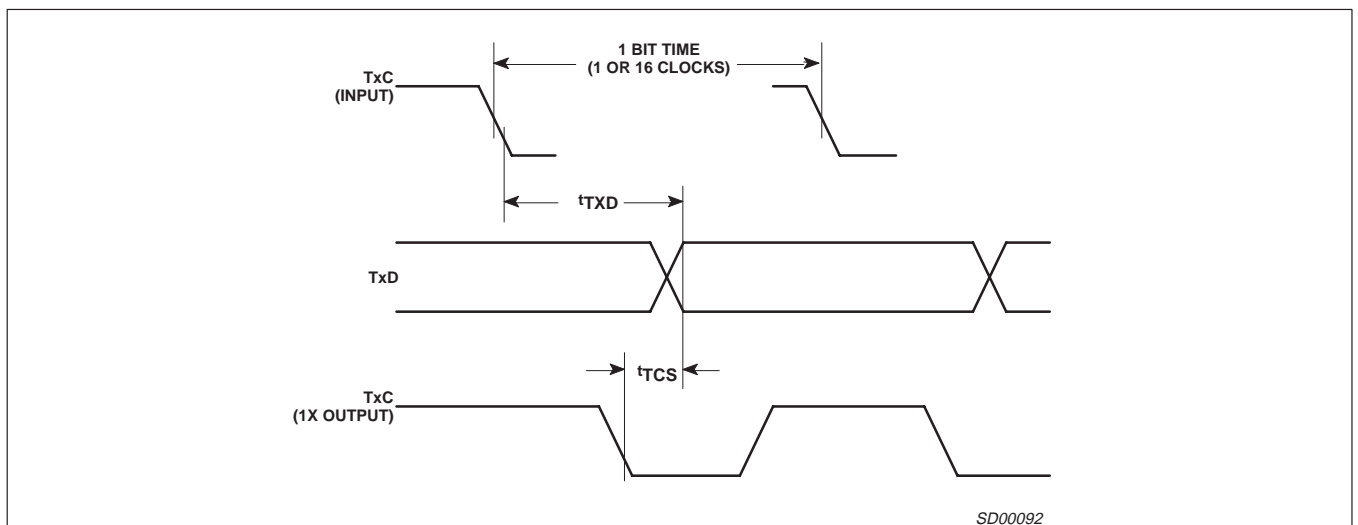 1 BIT TIME
(1 OR 16 CLOCKS)
TxC
(INPUT)
tTXD
TxD
tTCS
TxC
(1X OUTPUT)
SD00092